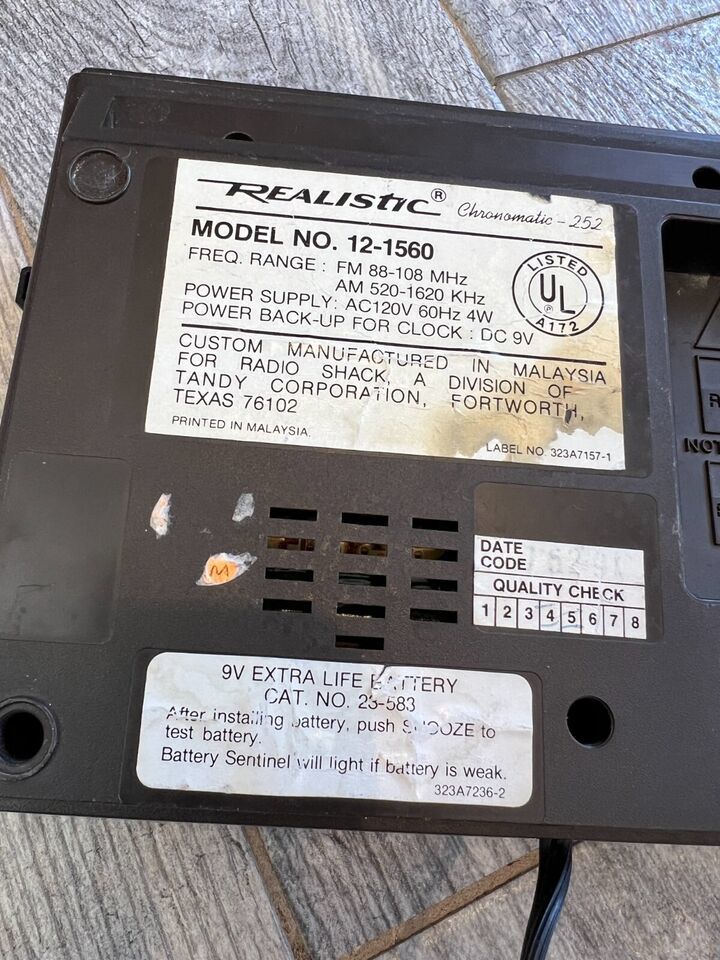 REALISTIC® Chronomatic-252
MODEL NO. 12-1560
FREQ. RANGE : FM 88-108 MHz
AM 520-1620 KHz
POWER SUPPLY: AC120V 60Hz 4W
POWER BACK-UP FOR CLOCK : DC 9V
LISTED
UL
A172
CUSTOM MANUFACTURED IN MALAYSIA
FOR RADIO SHACK, A DIVISION OF
TANDY CORPORATION, FORTWORTH,
TEXAS 76102
PRINTED IN MALAYSIA.
LABEL NO. 323A7157-1
R
NOT
M
DATE
CODE
QUALITY CHECK
1 2 3 4 5 6 7 8
9V EXTRA LIFE BATTERY
CAT. NO. 23-583
After installing battery, push SNOOZE to
test battery.
Battery Sentinel will light if battery is weak.
323A7236-2